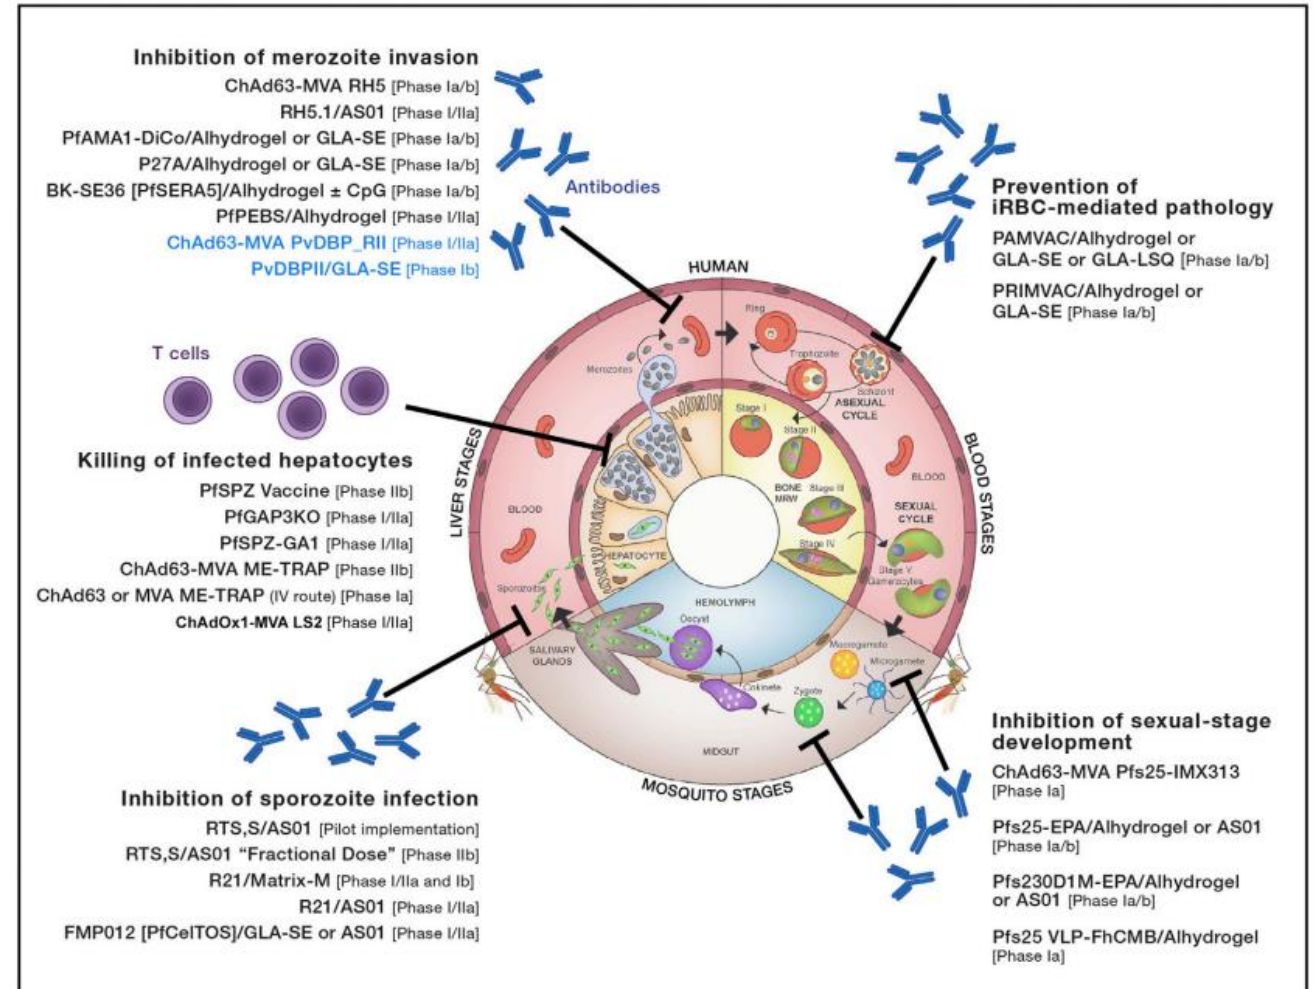 Inhibition of merozoite invasion
ChAd63-MVA RH5 [Phase Ia/b]
RH5.1/AS01 [Phase I/IIa]
PfAMA1-DiCo/Alhydrogel or GLA-SE [Phase Ia/b]
P27A/Alhydrogel or GLA-SE [Phase Ia/b]
BK-SE36 [PfSERA5]/Alhydrogel ± CpG [Phase Ia/b]
PfPEBS/Alhydrogel [Phase I/IIa]
ChAd63-MVA PvDBP_RII [Phase I/IIa]
PvDBPII/GLA-SE [Phase Ib]
Antibodies
Prevention of
iRBC-mediated pathology
PAMVAC/Alhydrogel or
GLA-SE or GLA-LSQ [Phase Ia/b]
PRIMVAC/Alhydrogel or
GLA-SE [Phase Ia/b]
T cells
Killing of infected hepatocytes
PfSPZ Vaccine [Phase IIb]
PfGAP3KO [Phase I/IIa]
PfSPZ-GA1 [Phase I/IIa]
ChAd63-MVA ME-TRAP [Phase IIb]
ChAd63 or MVA ME-TRAP (IV route) [Phase Ia]
ChAdOx1-MVA LS2 [Phase I/IIa]
HUMAN
LIVER STAGES
BLOOD STAGES
MOSQUITO STAGES
Merozoites
Ring
Trophozoite
Schizont
ASEXUAL
CYCLE
Stage I
Stage II
BONE
MRW
Stage III
Stage IV
BLOOD
SEXUAL
CYCLE
Stage V
Gametocytes
BLOOD
HEPATOCYTE
Sporozoites
HEMOLYMPH
Oocyst
SALIVARY
GLANDS
Macrogamete
Microgamete
Ookinete
Zygote
MIDGUT
Inhibition of sporozoite infection
RTS,S/AS01 [Pilot implementation]
RTS,S/AS01 “Fractional Dose” [Phase IIb]
R21/Matrix-M [Phase I/IIa and Ib]
R21/AS01 [Phase I/IIa]
FMP012 [PfCelTOS]/GLA-SE or AS01 [Phase I/IIa]
Inhibition of sexual-stage
development
ChAd63-MVA Pfs25-IMX313
[Phase Ia]
Pfs25-EPA/Alhydrogel or AS01
[Phase Ia/b]
Pfs230D1M-EPA/Alhydrogel
or AS01 [Phase Ia/b]
Pfs25 VLP-FhCMB/Alhydrogel
[Phase Ia]